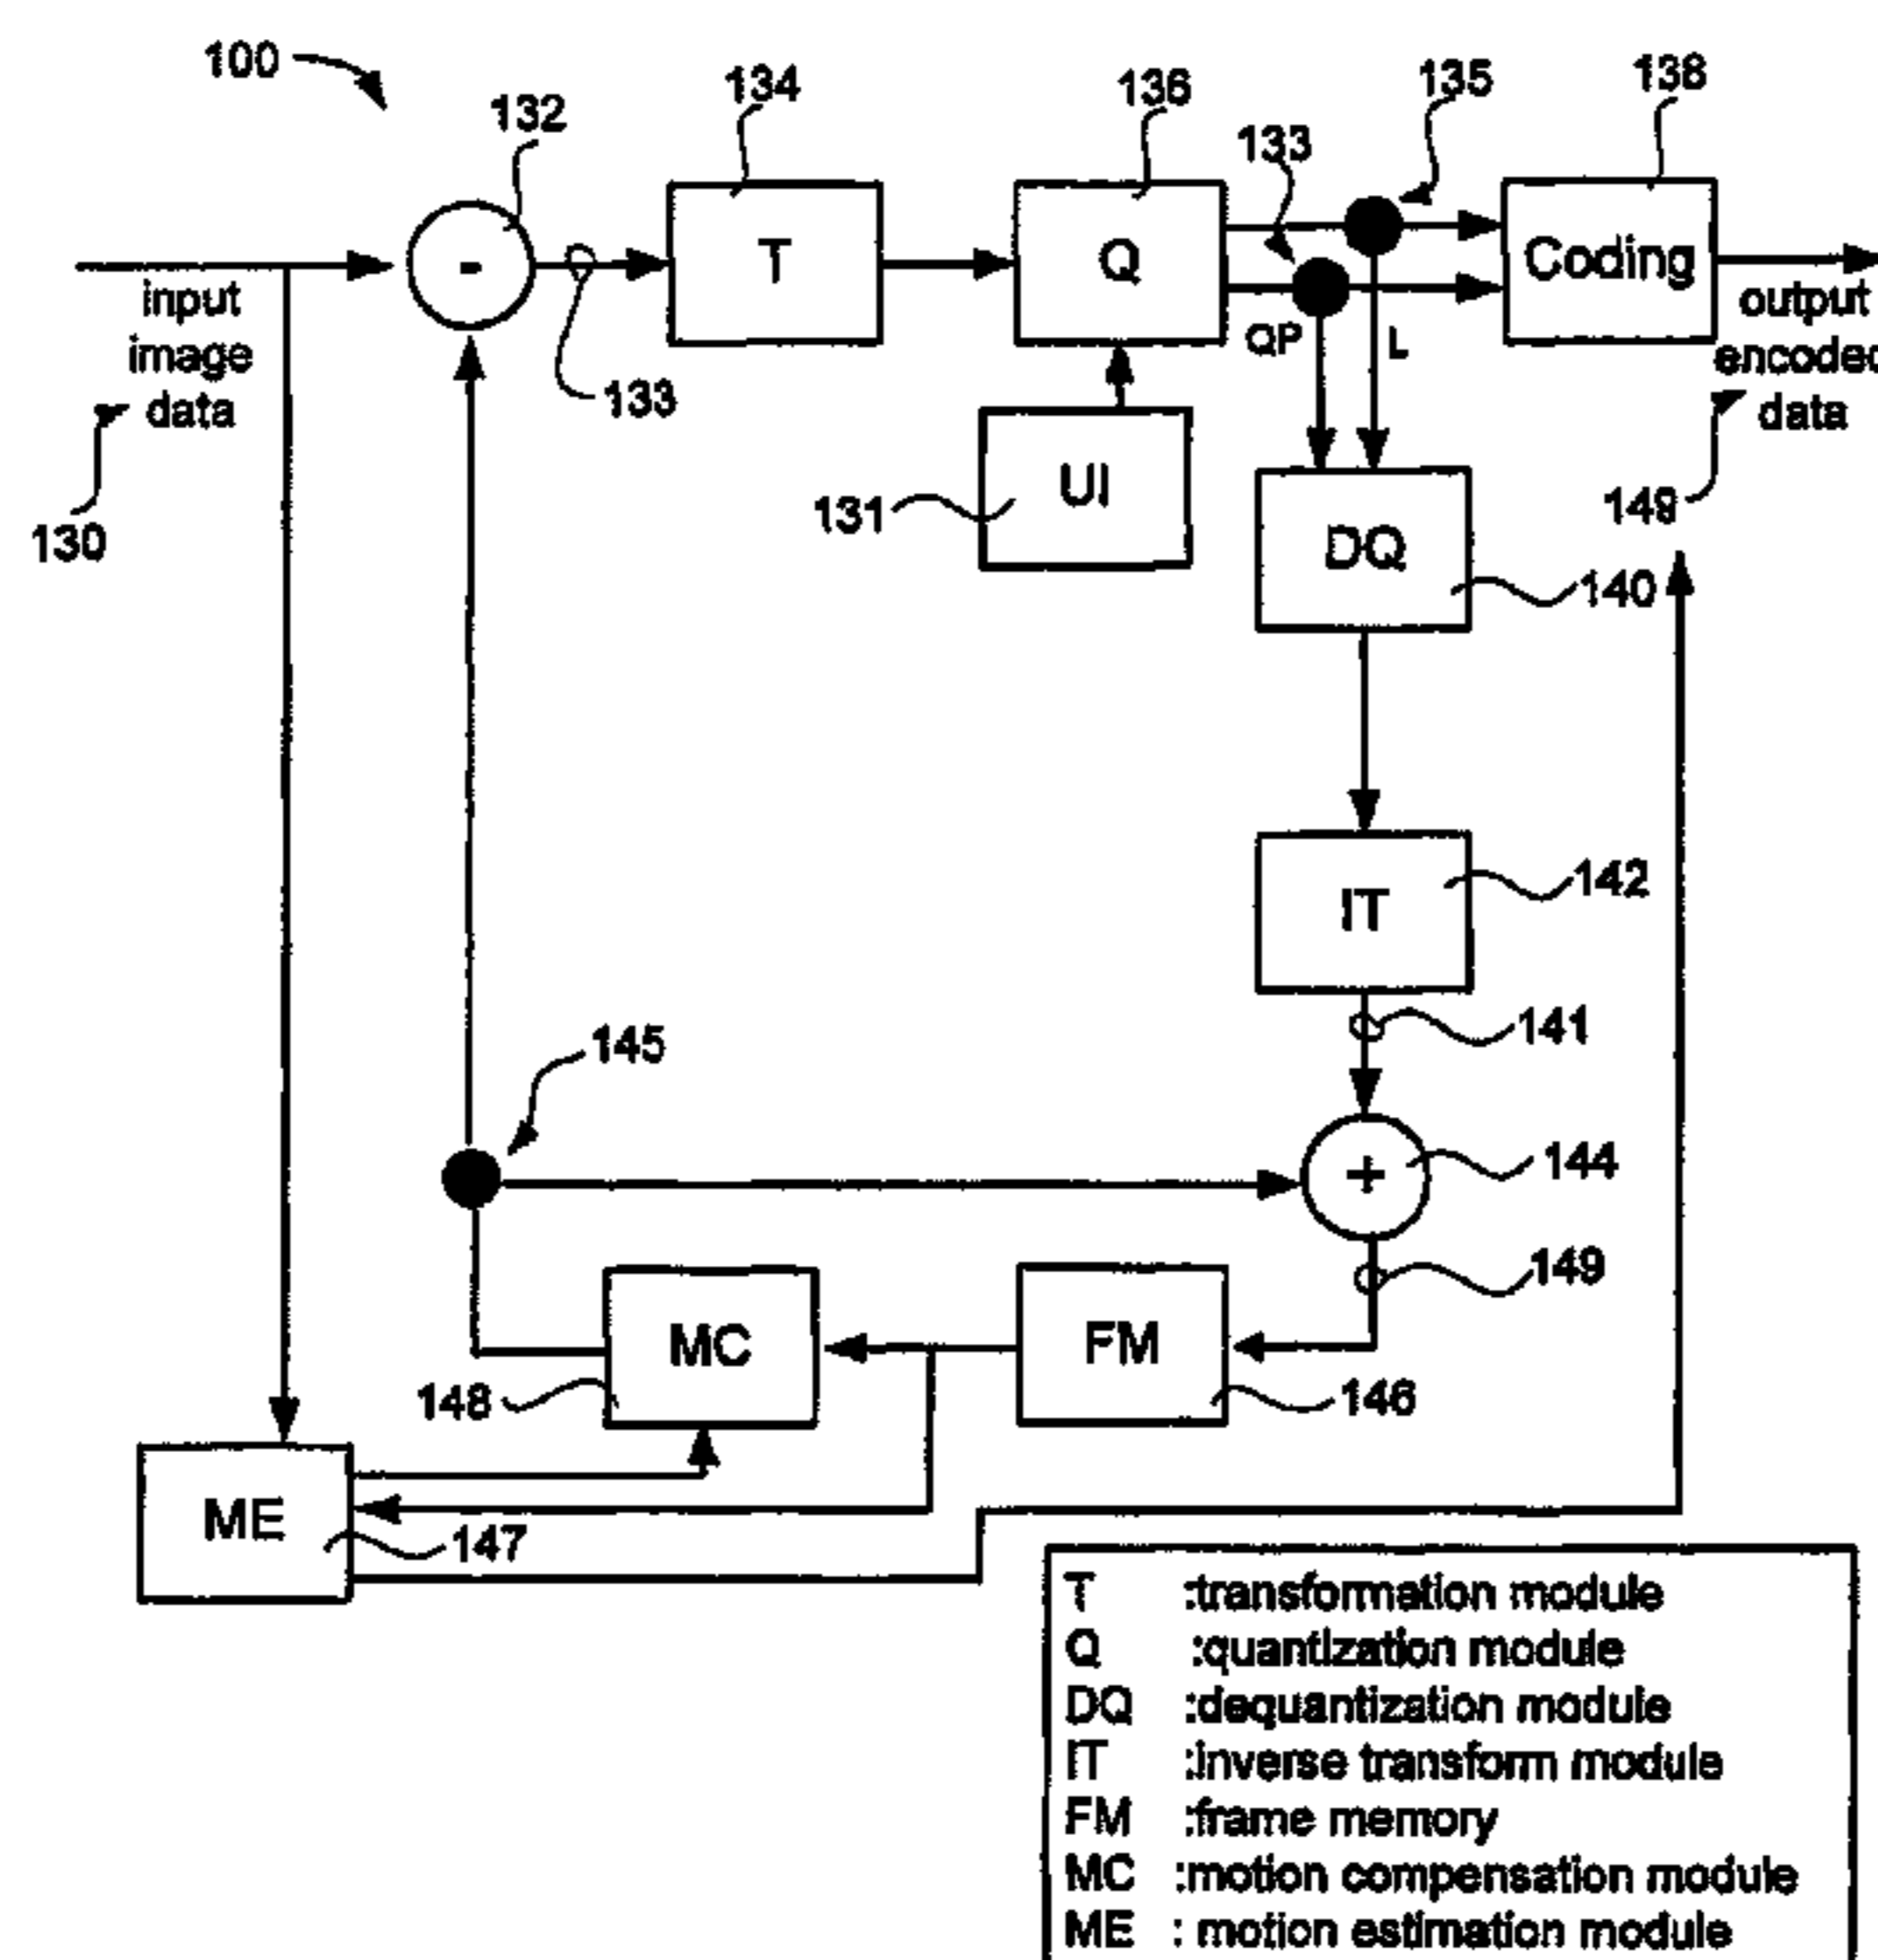 100
132
134
136
133
135
138
-
T
Q
Coding
input
image
data
130
133
QP
L
output
encoded
data
149
131
UI
DQ
140
IT
142
141
145
+
144
149
MC
148
FM
146
ME
147
T :transformation module
Q :quantization module
DQ :dequantization module
IT :inverse transform module
FM :frame memory
MC :motion compensation module
ME : motion estimation module